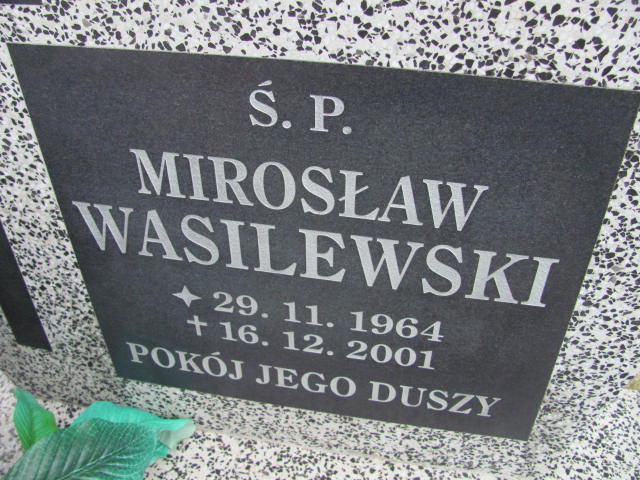 Ś. P.
MIROSŁAW
WASILEWSKI
✦ 29. 11. 1964
† 16. 12. 2001
POKÓJ JEGO DUSZY